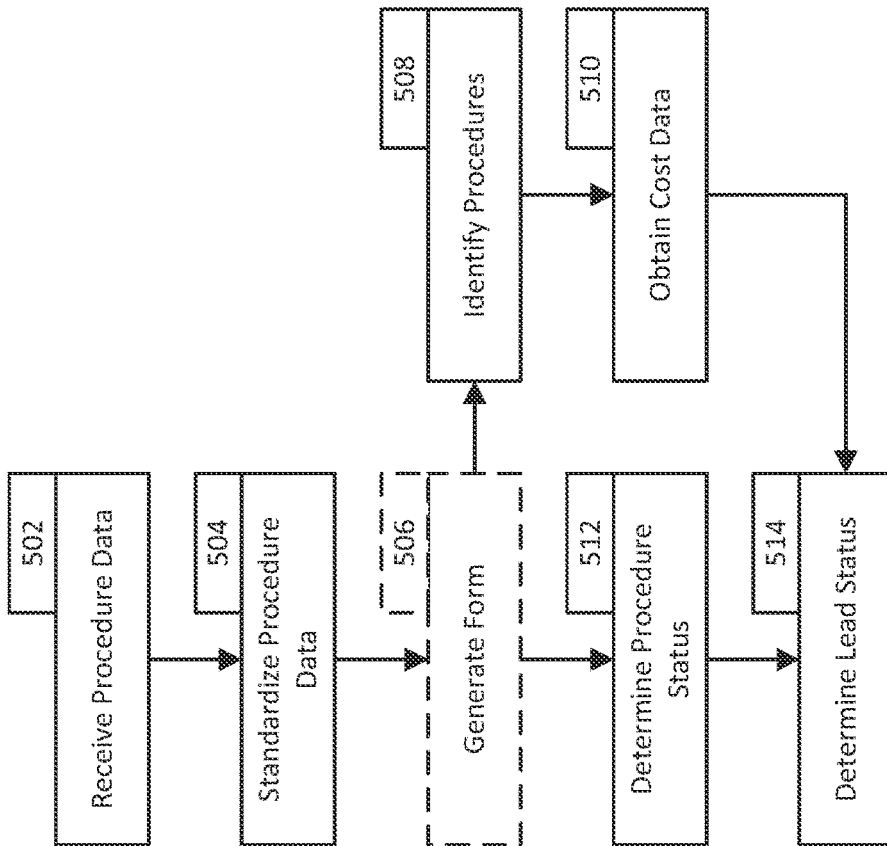 502
Receive Procedure Data
504
Standardize Procedure
Data
506
Generate Form
508
Identify Procedures
510
Obtain Cost Data
512
Determine Procedure
Status
514
Determine Lead Status